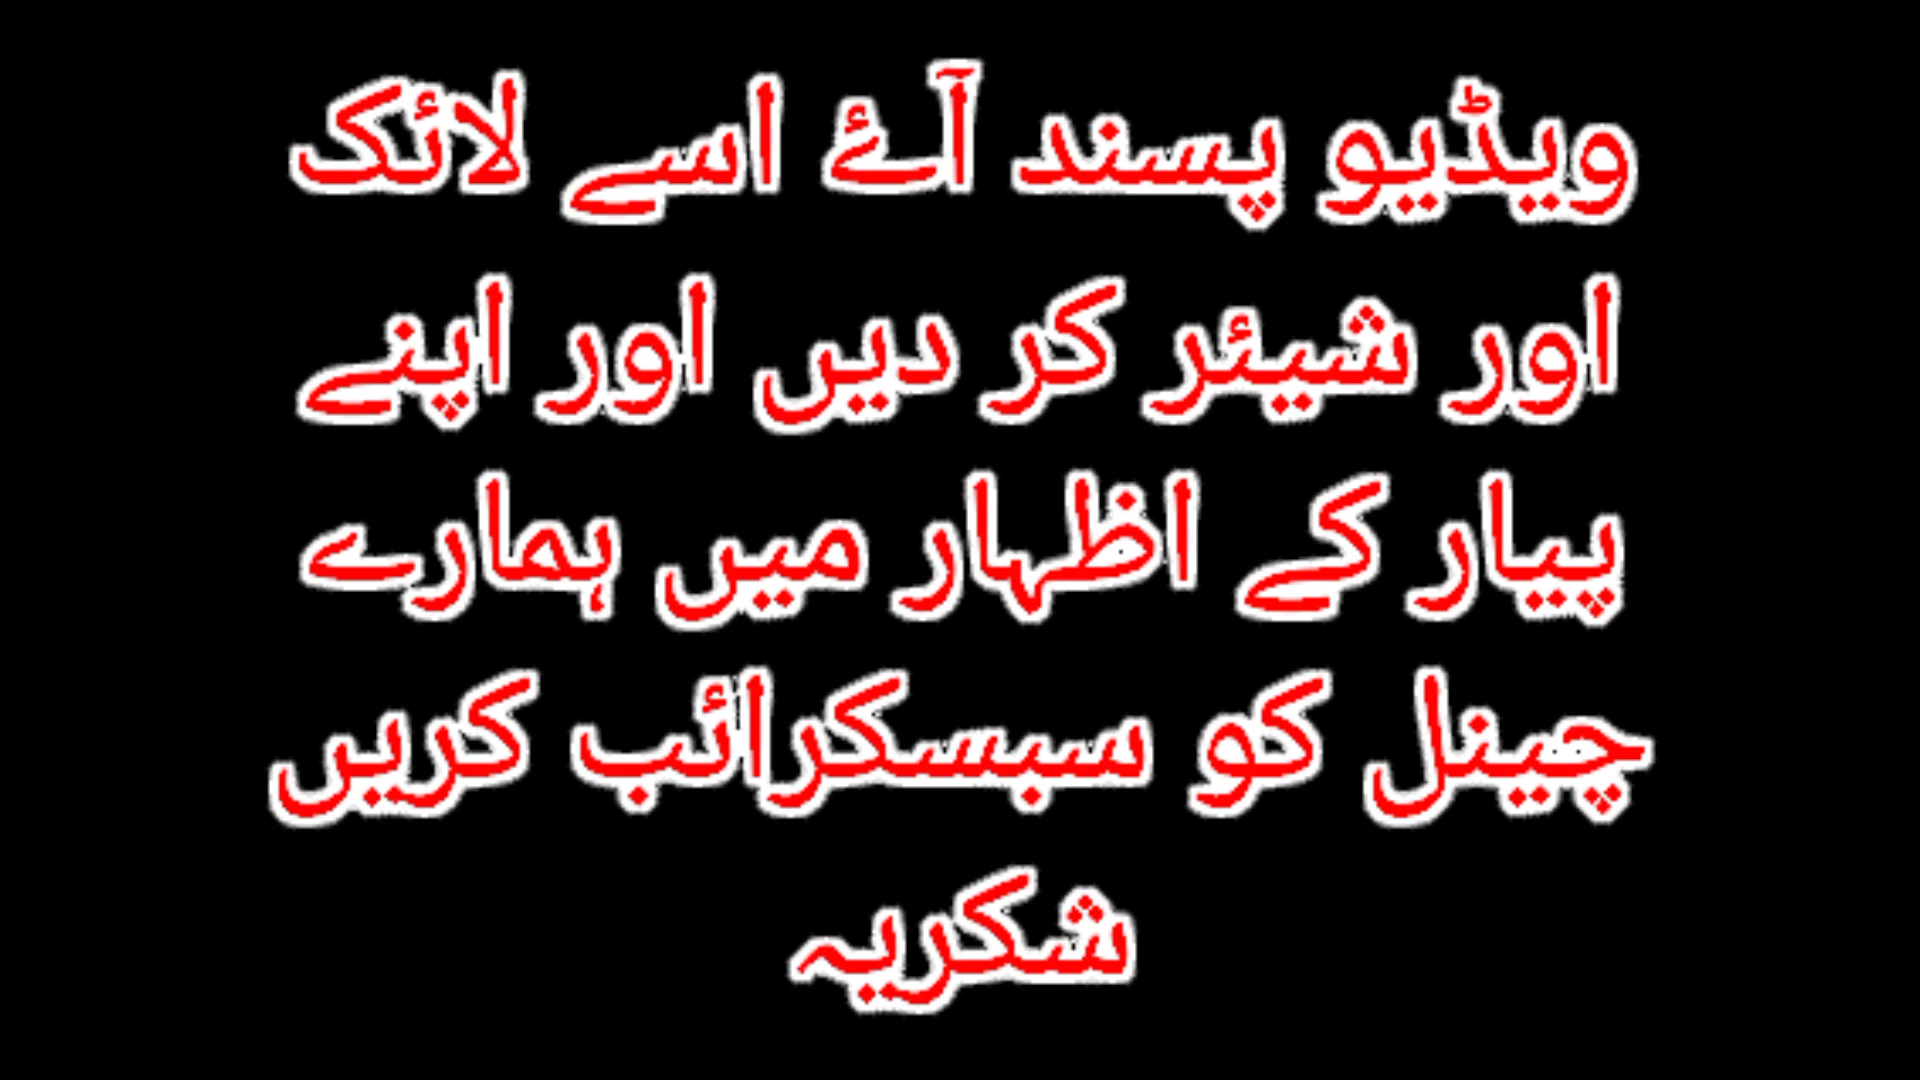 ویڈیو پسند آۓ اسے لائک
اور شیئر کر دیں اور اپنے
پیار کے اظہار میں ہمارے
چینل کو سبسکرائب کریں
شکریہ